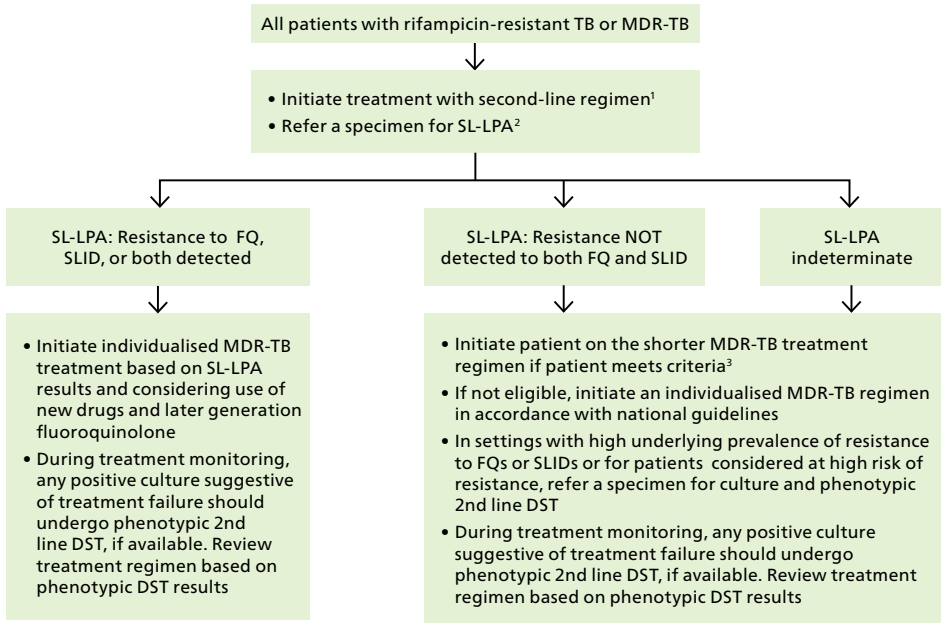 All patients with rifampicin-resistant TB or MDR-TB
• Initiate treatment with second-line regimen¹
• Refer a specimen for SL-LPA²
SL-LPA: Resistance to FQ,
SLID, or both detected
SL-LPA: Resistance NOT
detected to both FQ and SLID
SL-LPA
indeterminate
• Initiate individualised MDR-TB
treatment based on SL-LPA
results and considering use of
new drugs and later generation
fluoroquinolone
• During treatment monitoring,
any positive culture suggestive
of treatment failure should
undergo phenotypic 2nd
line DST, if available. Review
treatment regimen based on
phenotypic DST results
• Initiate patient on the shorter MDR-TB treatment
regimen if patient meets criteria³
• If not eligible, initiate an individualised MDR-TB regimen
in accordance with national guidelines
• In settings with high underlying prevalence of resistance
to FQs or SLIDs or for patients considered at high risk of
resistance, refer a specimen for culture and phenotypic
2nd line DST
• During treatment monitoring, any positive culture
suggestive of treatment failure should undergo
phenotypic 2nd line DST, if available. Review treatment
regimen based on phenotypic DST results